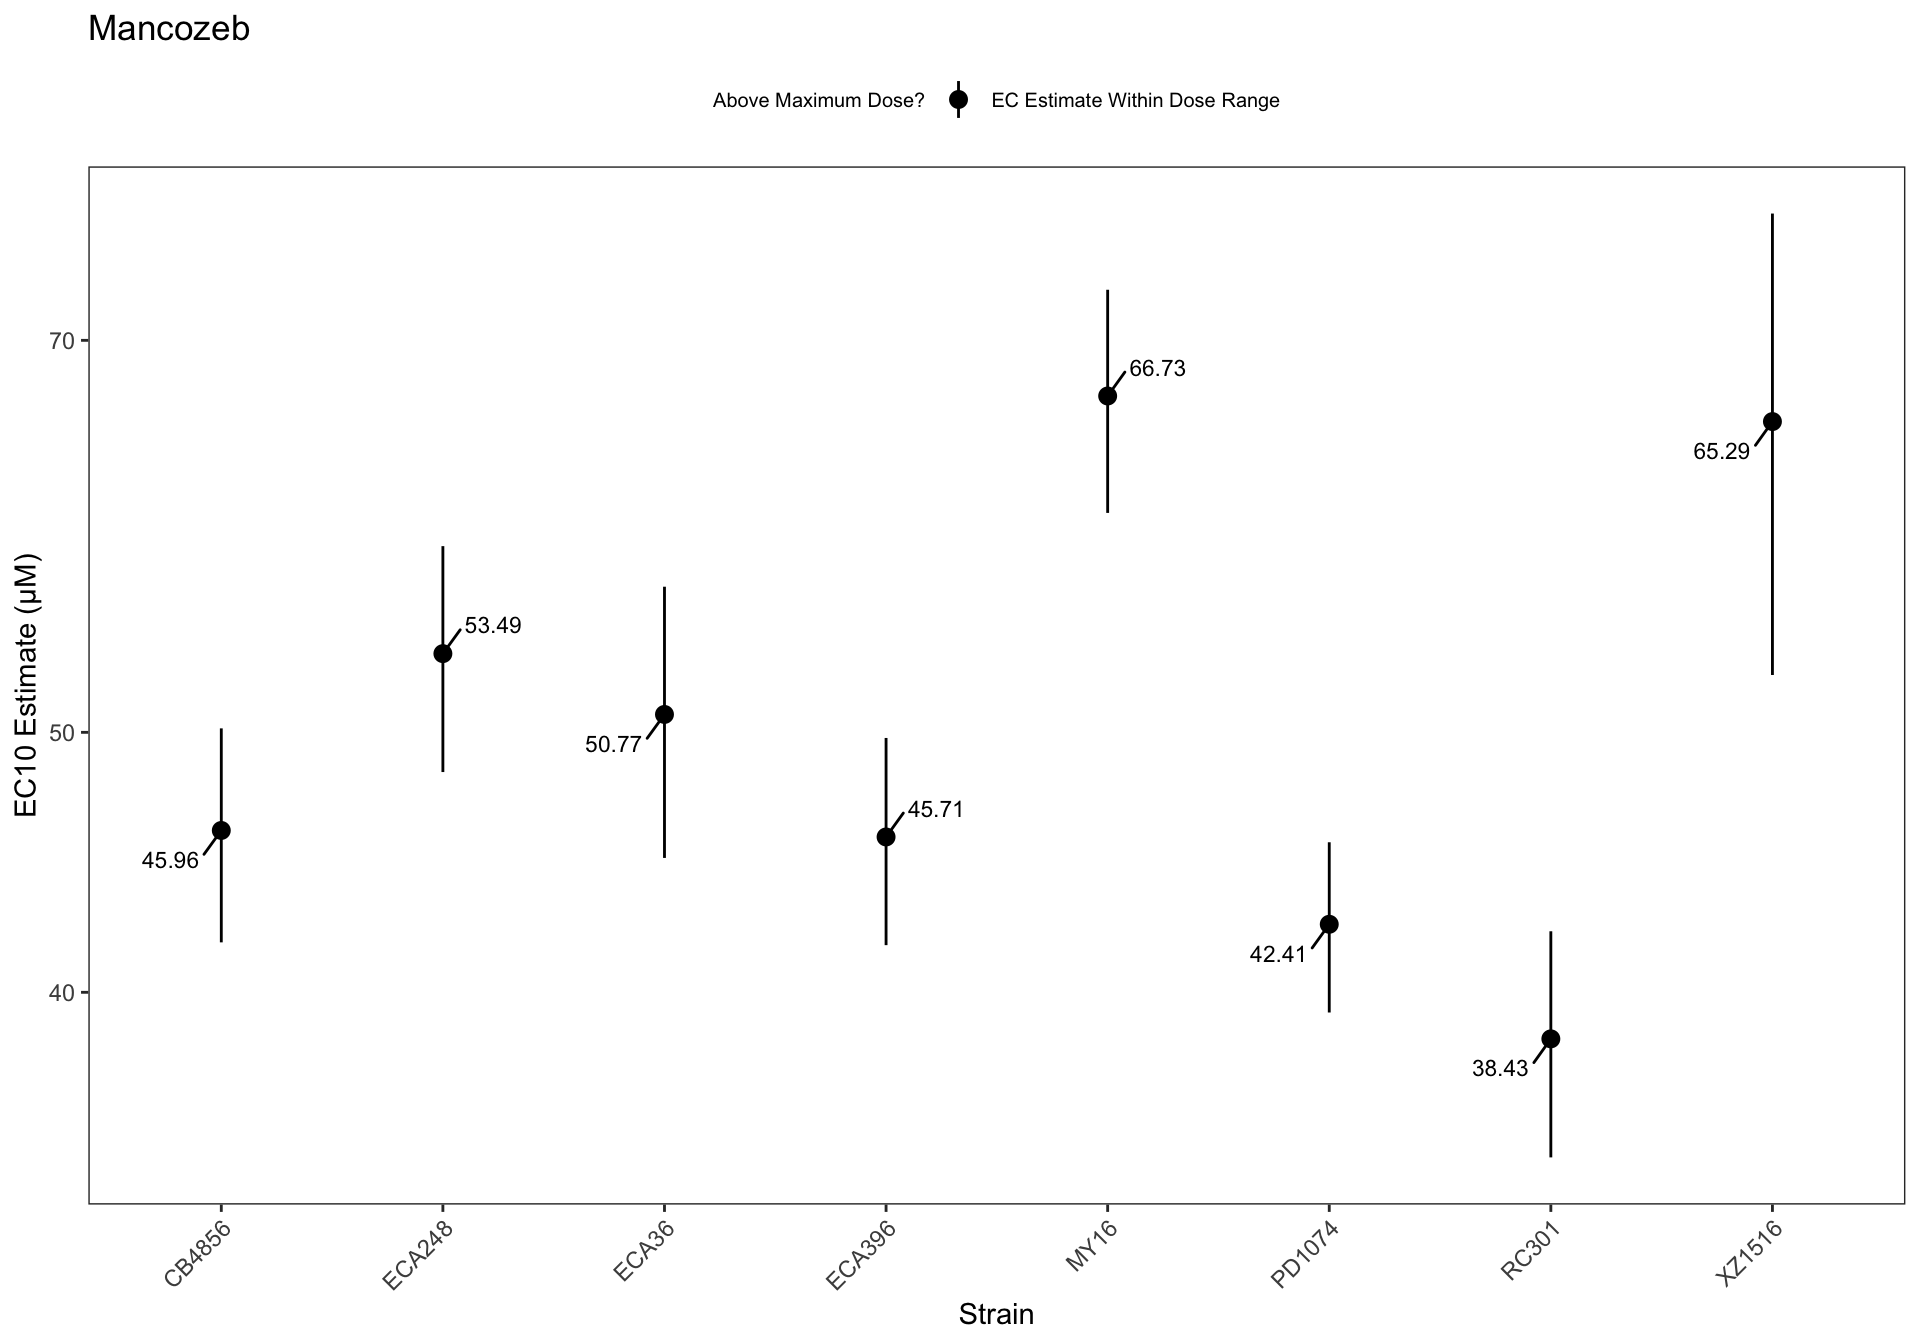 Mancozeb
Above Maximum Dose? EC Estimate Within Dose Range
EC10 Estimate (µM)
70
50
40
66.73
65.29
53.49
50.77
45.71
45.96
42.41
38.43
CB4856 ECA248 ECA36 ECA396 MY16 PD1074 RC301 XZ1516
Strain